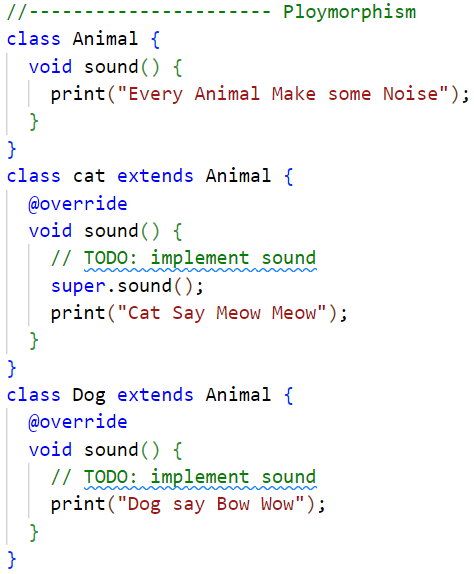 //---------------------- Ploymorphism
class Animal {
  void sound() {
    print("Every Animal Make some Noise");
  }
}
class cat extends Animal {
  @override
  void sound() {
    // TODO: implement sound
    super.sound();
    print("Cat Say Meow Meow");
  }
}
class Dog extends Animal {
  @override
  void sound() {
    // TODO: implement sound
    print("Dog say Bow Wow");
  }
}